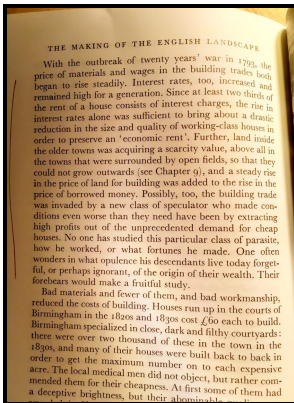 THE MAKING OF THE ENGLISH LANDSCAPE
With the outbreak of twenty years' war in 1793, the
price of materials and wages in the building trades both
began to rise steadily. Interest rates, too, increased and
remained high for a generation. Since at least two thirds of
the rent of a house consists of interest charges, the rise in
interest rates alone was sufficient to bring about a drastic
reduction in the size and quality of working-class houses in
order to preserve an 'economic rent'. Further, land inside
the older towns was acquiring a scarcity value, above all in
the towns that were surrounded by open fields, so that they
could not grow outwards (see Chapter 9), and a steady rise
in the price of land for building was added to the rise in the
price of borrowed money. Possibly, too, the building trade
was invaded by a new class of speculator who made con-
ditions even worse than they need have been by extracting
high profits out of the unprecedented demand for cheap
houses. No one has studied this particular class of parasite,
how he worked, or what fortunes he made. One often
wonders in what opulence his descendants live today forget-
ful, or perhaps ignorant, of the origin of their wealth. Their
forebears would make a fruitful study.
Bad materials and fewer of them, and bad workmanship,
reduced the costs of building. Houses run up in the courts of
Birmingham in the 1820s and 1830s cost £60 each to build.
Birmingham specialized in close, dark and filthy courtyards:
there were over two thousand of these in the town in the
1830s, and many of their houses were built back to back in
order to get the maximum number on to each expensive
acre. The local medical men did not object, but rather com-
mended them for their cheapness. At first some of them had
a deceptive brightness, but their